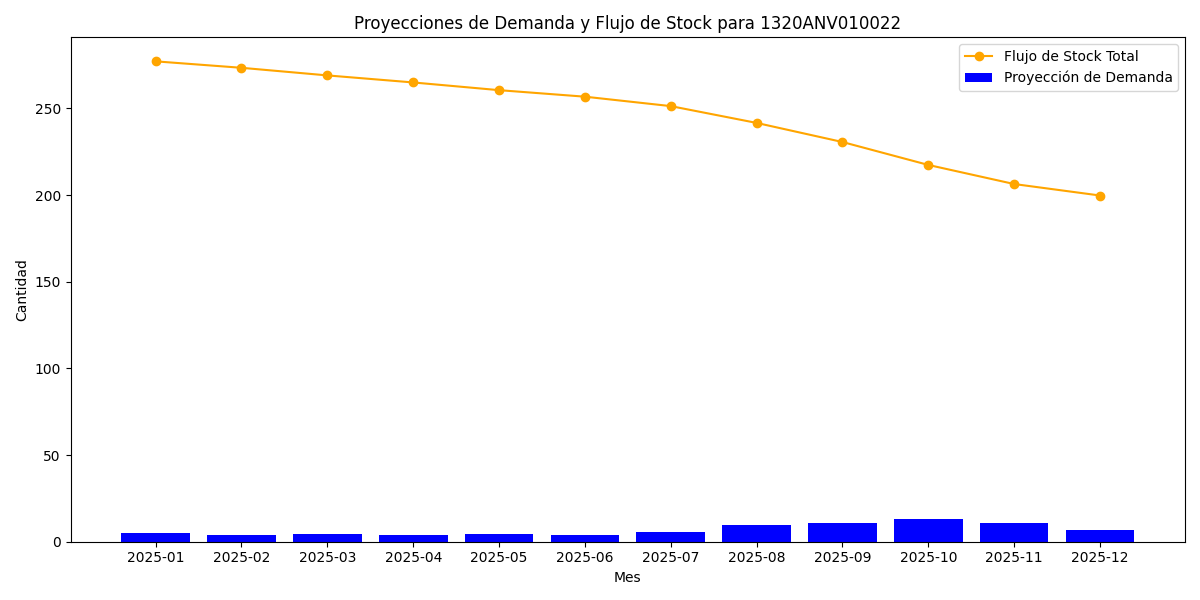 Proyecciones de Demanda y Flujo de Stock para 1320ANV010022
Flujo de Stock Total
Proyección de Demanda
Cantidad
250
200
150
100
50
0
2025-01 2025-02 2025-03 2025-04 2025-05 2025-06 2025-07 2025-08 2025-09 2025-10 2025-11 2025-12
Mes